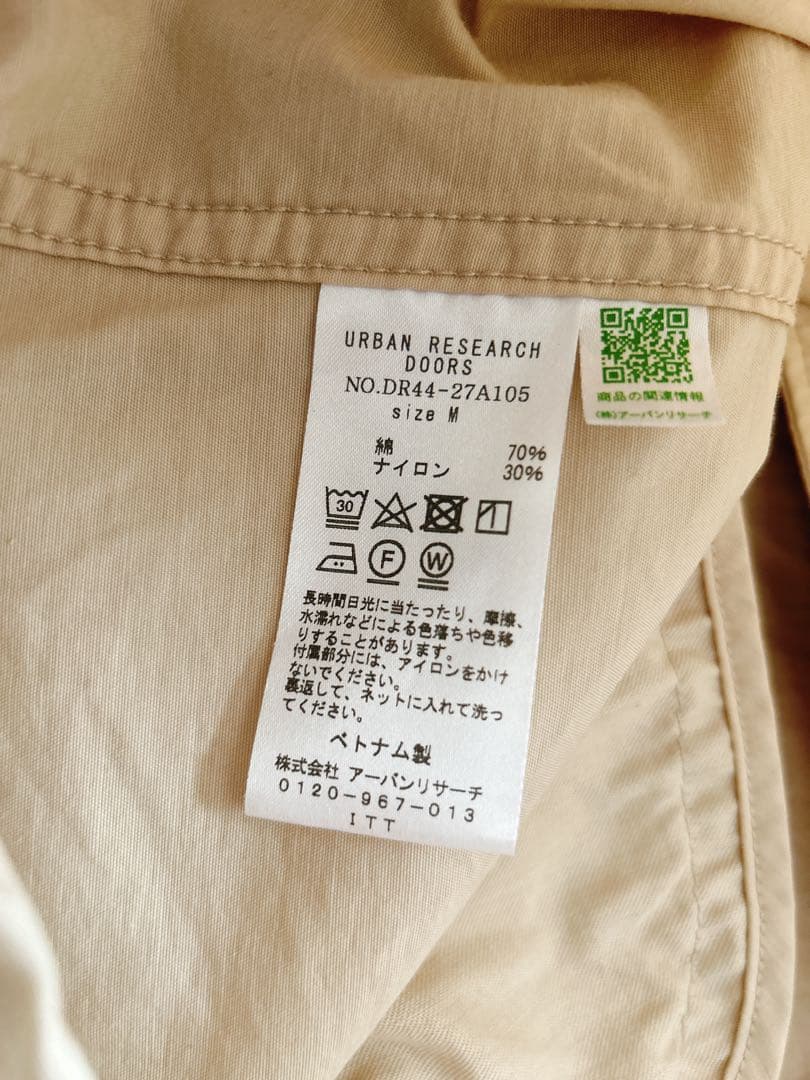 URBAN RESEARCH
DOORS
NO.DR44-27A105
size M
綿 70%
ナイロン 30%
30
F W
長時間日光に当たったり、摩擦、
水濡れなどによる色落ちや色移
りすることがあります。
付属部分には、アイロンをかけ
ないでください。
裏返して、ネットに入れて洗っ
てください。
ベトナム製
株式会社 アーバンリサーチ
0120-967-013
ITT
商品の関連情報
(株)アーバンリサーチ